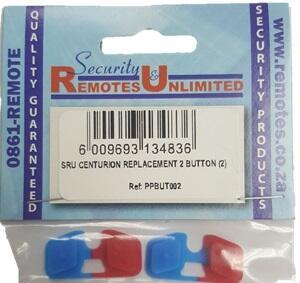 Security &
REMOTES UNLIMITED
0861-REMOTE
QUALITY GUARANTEED
SECURITY PRODUCTS
www.remotes.co.za
6 009693 134836
SRU CENTURION REPLACEMENT 2 BUTTON (2)
Ref: PPBUT002